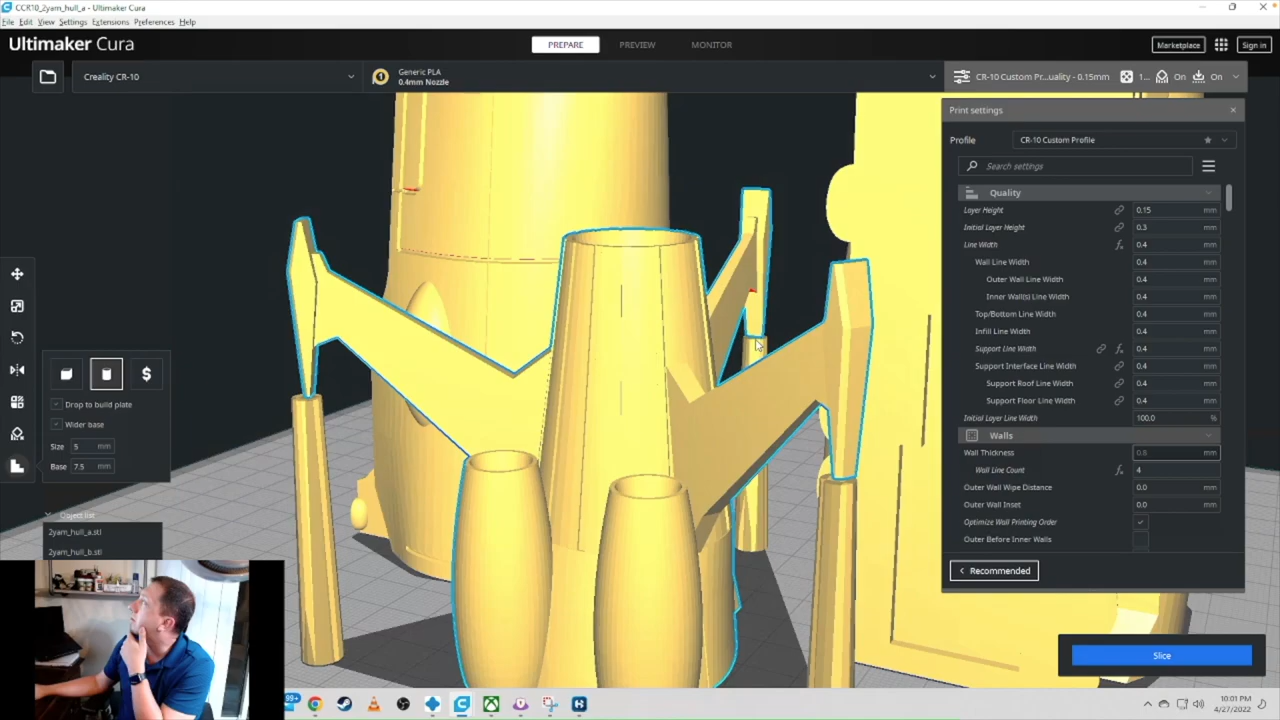 CCR10_2yam_hull_a - Ultimaker Cura
File Edit View Settings Extensions Preferences Help
Ultimaker Cura
PREPARE
PREVIEW
MONITOR
Marketplace
Sign in
Creality CR-10
1
Generic PLA
0.4mm Nozzle
CR-10 Custom Pr...uality - 0.15mm
1...
On
On
Print settings
Profile
CR-10 Custom Profile
Search settings
Quality
Layer Height 0.15 mm
Initial Layer Height 0.3 mm
Line Width 0.4 mm
Wall Line Width 0.4 mm
Outer Wall Line Width 0.4 mm
Inner Wall(s) Line Width 0.4 mm
Top/Bottom Line Width 0.4 mm
Infill Line Width 0.4 mm
Support Line Width 0.4 mm
Support Interface Line Width 0.4 mm
Support Roof Line Width 0.4 mm
Support Floor Line Width 0.4 mm
Initial Layer Line Width 100.0 %
Walls
Wall Thickness 0.8 mm
Wall Line Count 4
Outer Wall Wipe Distance 0.0 mm
Outer Wall Inset 0.0 mm
Optimize Wall Printing Order
Outer Before Inner Walls
Recommended
Slice
$
Drop to build plate
Wider base
Size 5 mm
Base 7.5 mm
Object list
2yam_hull_a.stl
2yam_hull_b.stl
99+
10:01 PM
4/27/2022